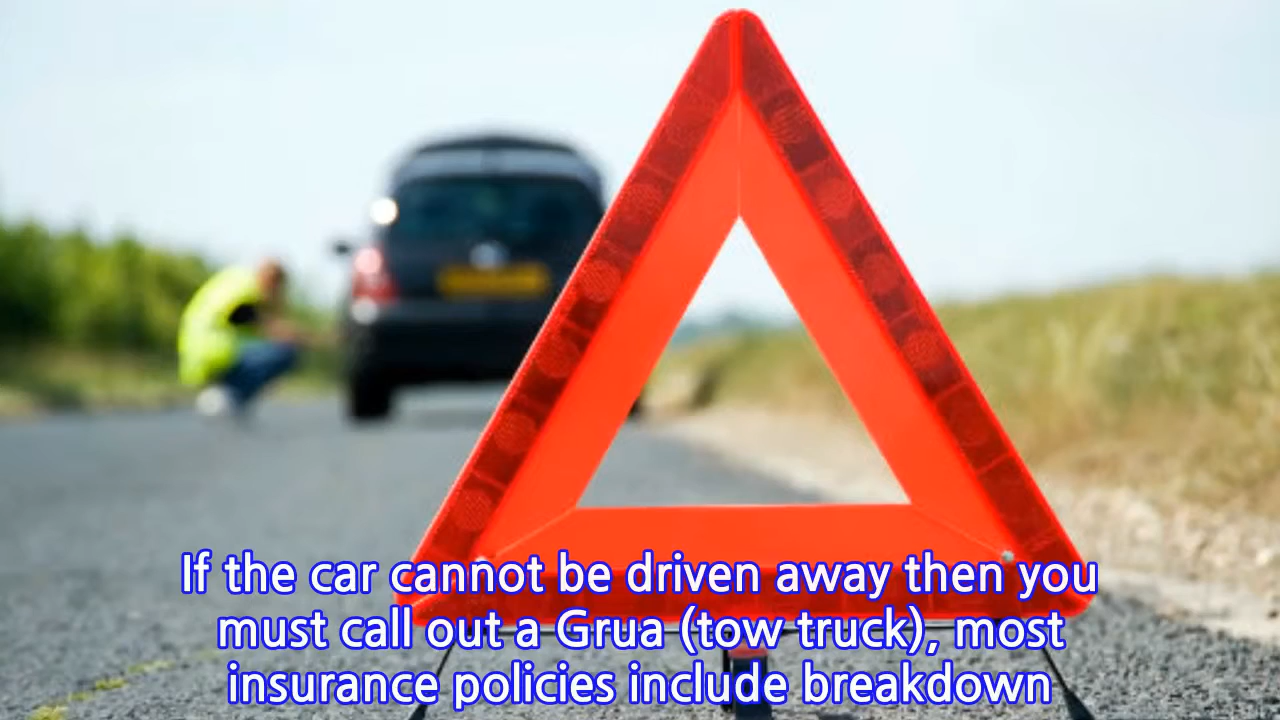 If the car cannot be driven away then you
must call out a Grua (tow truck), most
insurance policies include breakdown